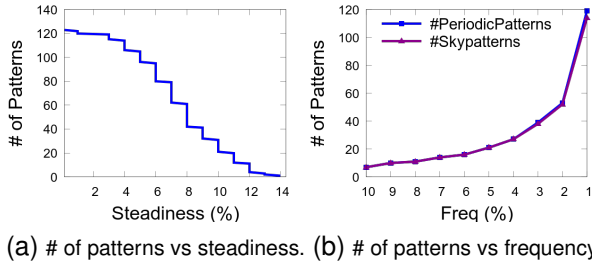 140
120
100
80
60
40
20
0
# of Patterns
2 4 6 8 10 12 14
Steadiness (%)
120
100
80
60
40
20
0
# of Patterns
#PeriodicPatterns
#Skypatterns
10 9 8 7 6 5 4 3 2 1
Freq (%)
(a) # of patterns vs steadiness. (b) # of patterns vs frequency